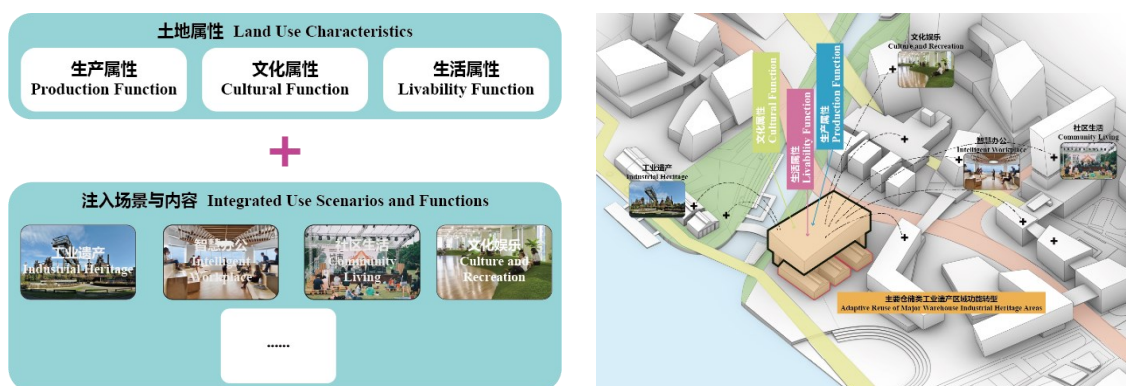 土地属性 Land Use Characteristics
生产属性
Production Function
文化属性
Cultural Function
生活属性
Livability Function
+
注入场景与内容 Integrated Use Scenarios and Functions
工业遗产
Industrial Heritage
智慧办公
Intelligent
Workplace
社区生活
Community
Living
文化娱乐
Culture and
Recreation
......
文化娱乐
Culture and Recreation
文化属性
Cultural Function
生活属性
Livability Function
生产属性
Production Function
工业遗产
Industrial Heritage
智慧办公
Intelligent Workplace
社区生活
Community Living
主要仓储类工业遗产区域功能转型
Adaptive Reuse of Major Warehouse Industrial Heritage Areas